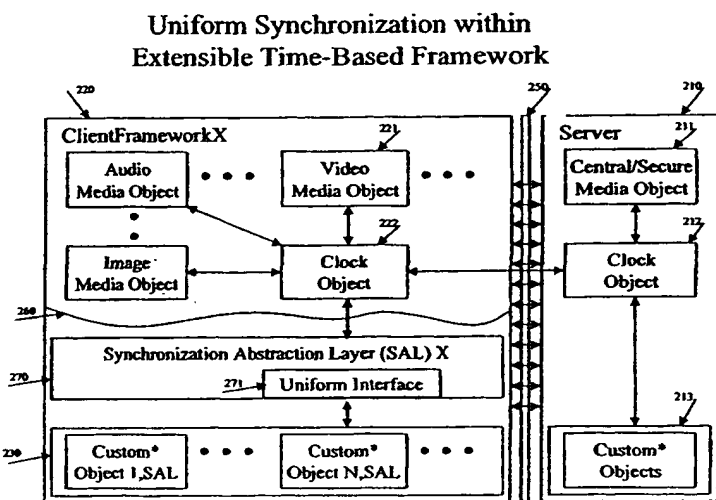 Uniform Synchronization within
Extensible Time-Based Framework
220
250
210
ClientFrameworkX
221
Server
211
Audio
Media Object
Video
Media Object
Central/Secure
Media Object
222
212
Image
Media Object
Clock
Object
Clock
Object
260
Synchronization Abstraction Layer (SAL) X
270
271
Uniform Interface
213
230
Custom*
Object 1,SAL
Custom*
Object N,SAL
Custom*
Objects